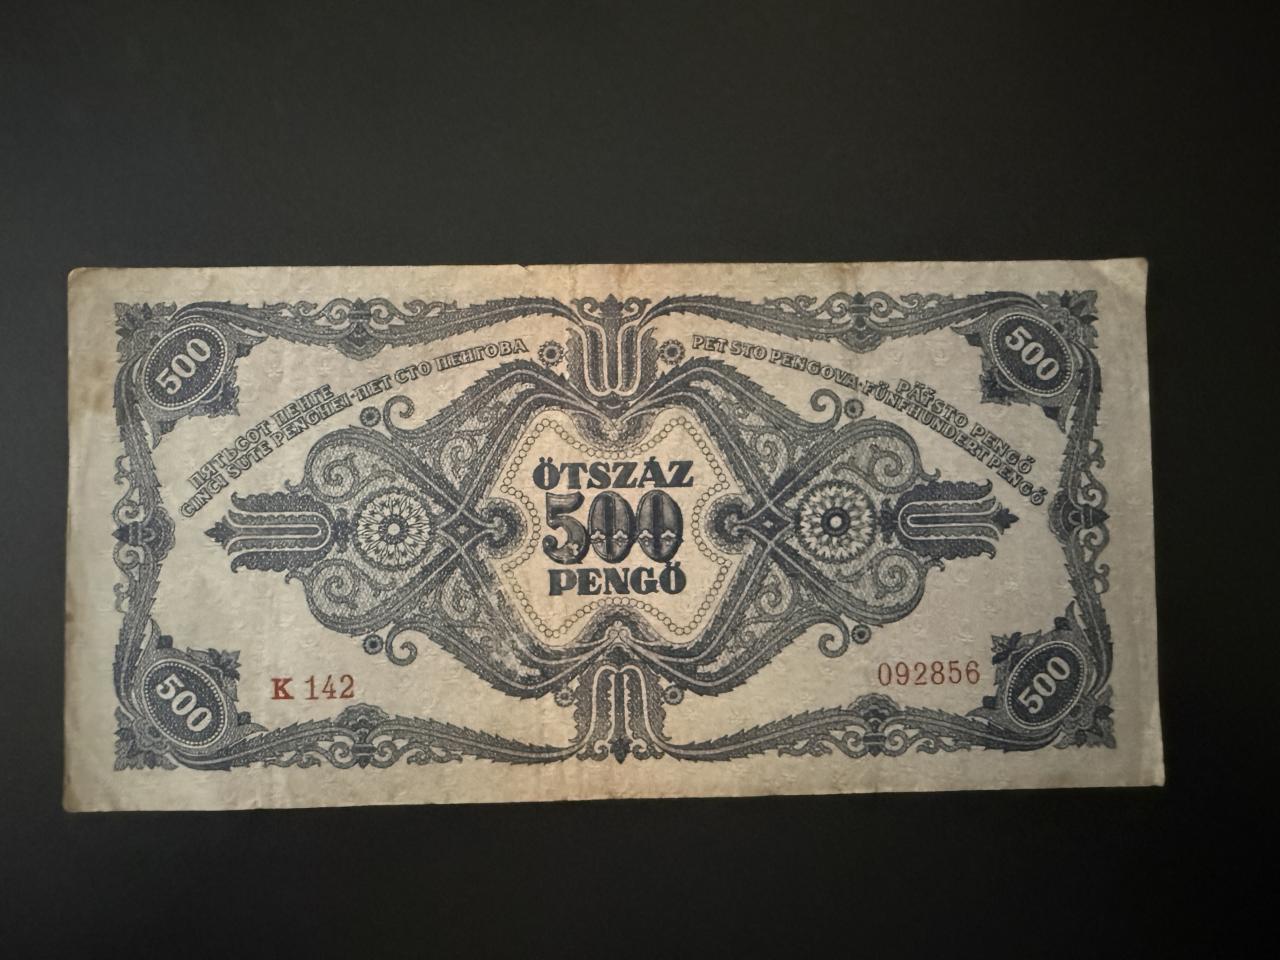 500
500
ПЯТЬСОТ ПЕНГЕ
CINCI SUTE PENGHEI·ПЕТ СТО ПЕНГОВА
PET STO PENGOVA·FÜNFHUNDERT PENGŐ
PÄŤSTO PENGŐ
ÖTSZÁZ
500
PENGŐ
K 142
092856
500
500